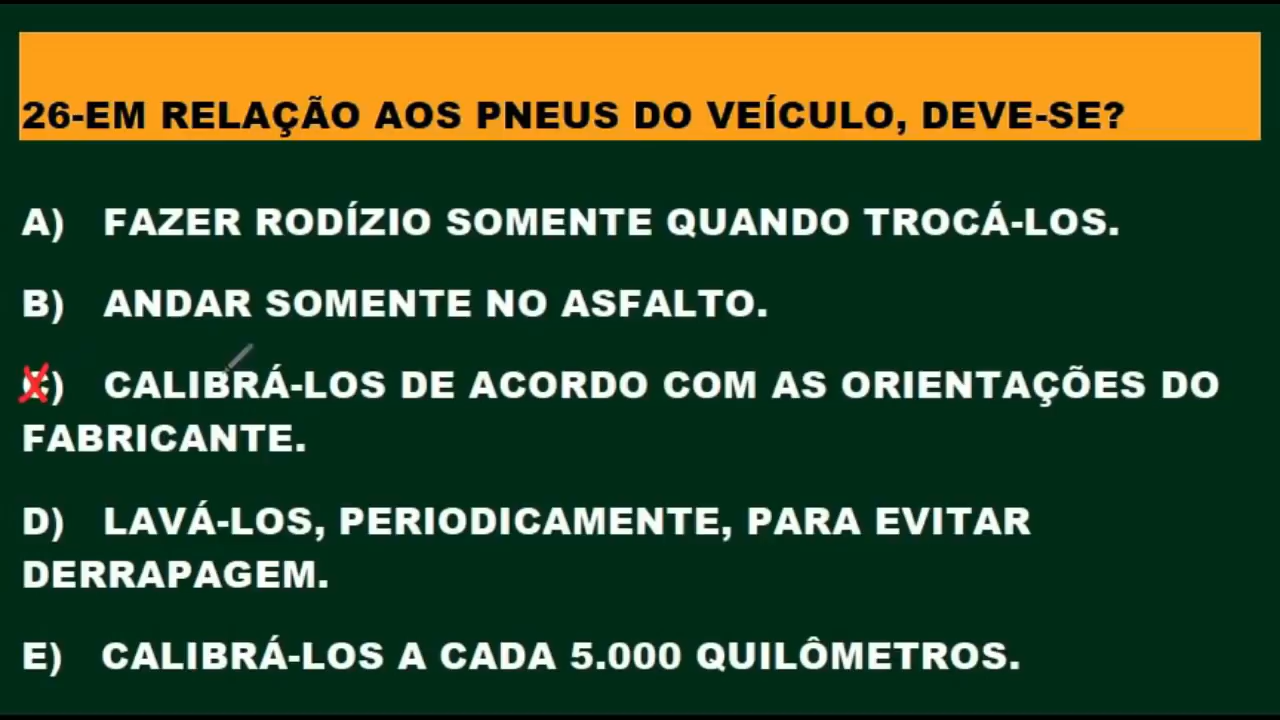 26-EM RELAÇÃO AOS PNEUS DO VEÍCULO, DEVE-SE?
A) FAZER RODÍZIO SOMENTE QUANDO TROCÁ-LOS.
B) ANDAR SOMENTE NO ASFALTO.
C) CALIBRÁ-LOS DE ACORDO COM AS ORIENTAÇÕES DO
FABRICANTE.
D) LAVÁ-LOS, PERIODICAMENTE, PARA EVITAR
DERRAPAGEM.
E) CALIBRÁ-LOS A CADA 5.000 QUILÔMETROS.